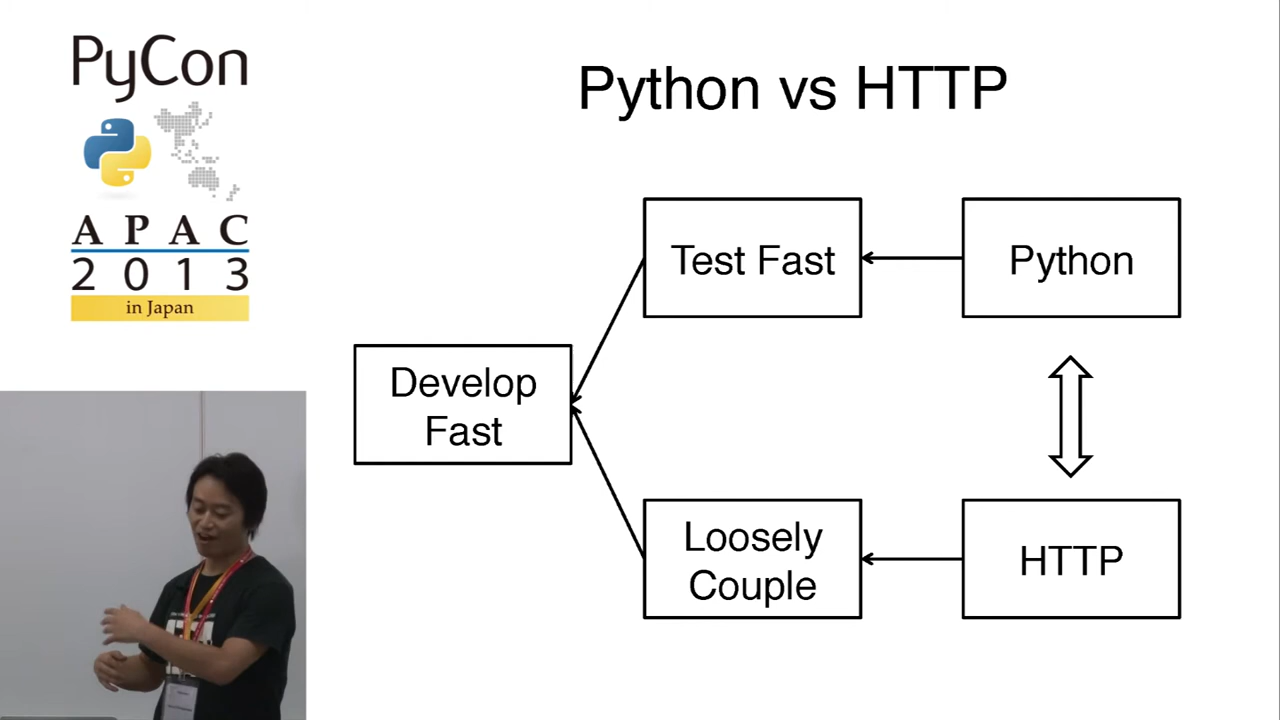 PyCon
APAC
2013
in Japan
Python vs HTTP
Test Fast
Python
Develop
Fast
Loosely
Couple
HTTP